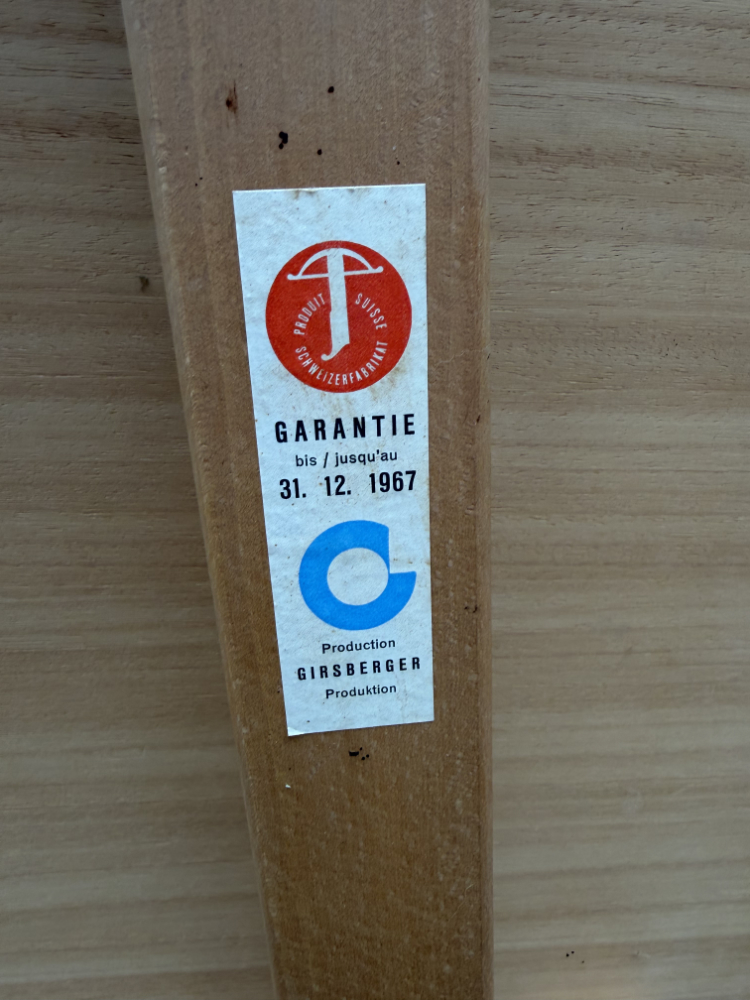 PRODUIT SUISSE
SCHWEIZERFABRIKAT
GARANTIE
bis / jusqu'au
31. 12. 1967
Production
GIRSBERGER
Produktion